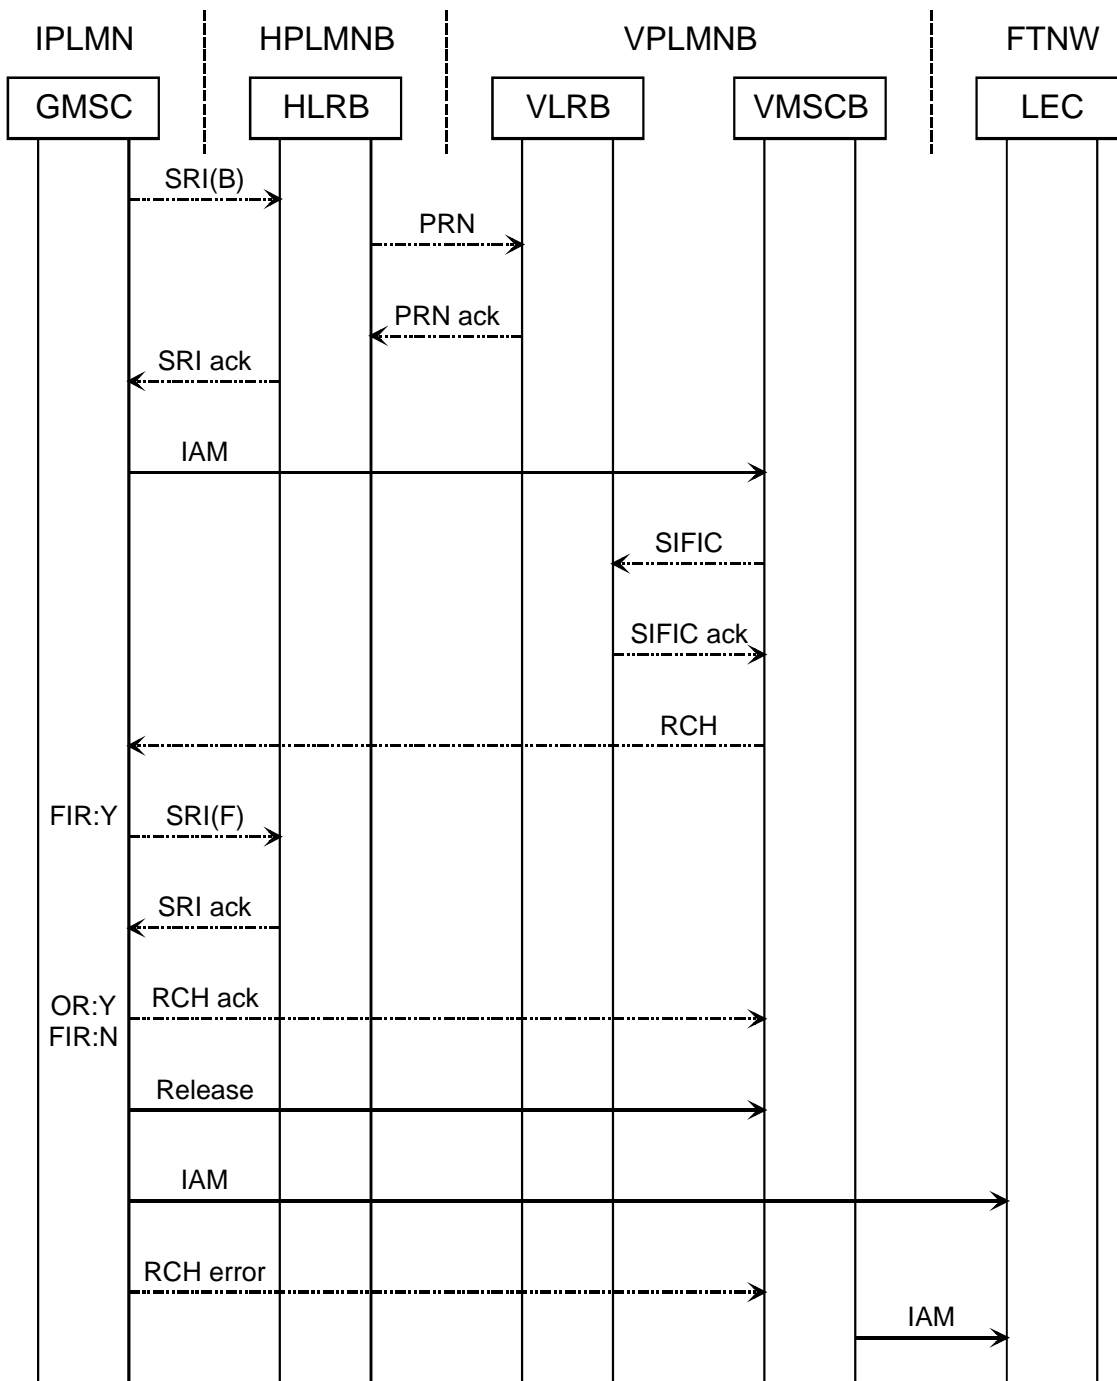 IPLMN HPLMNB VPLMNB FTNW
GMSC HLRB VLRB VMSCB LEC
SRI(B)
PRN
PRN ack
SRI ack
IAM
SIFIC
SIFIC ack
RCH
FIR:Y SRI(F)
SRI ack
OR:Y RCH ack
FIR:N
Release
IAM
RCH error
IAM